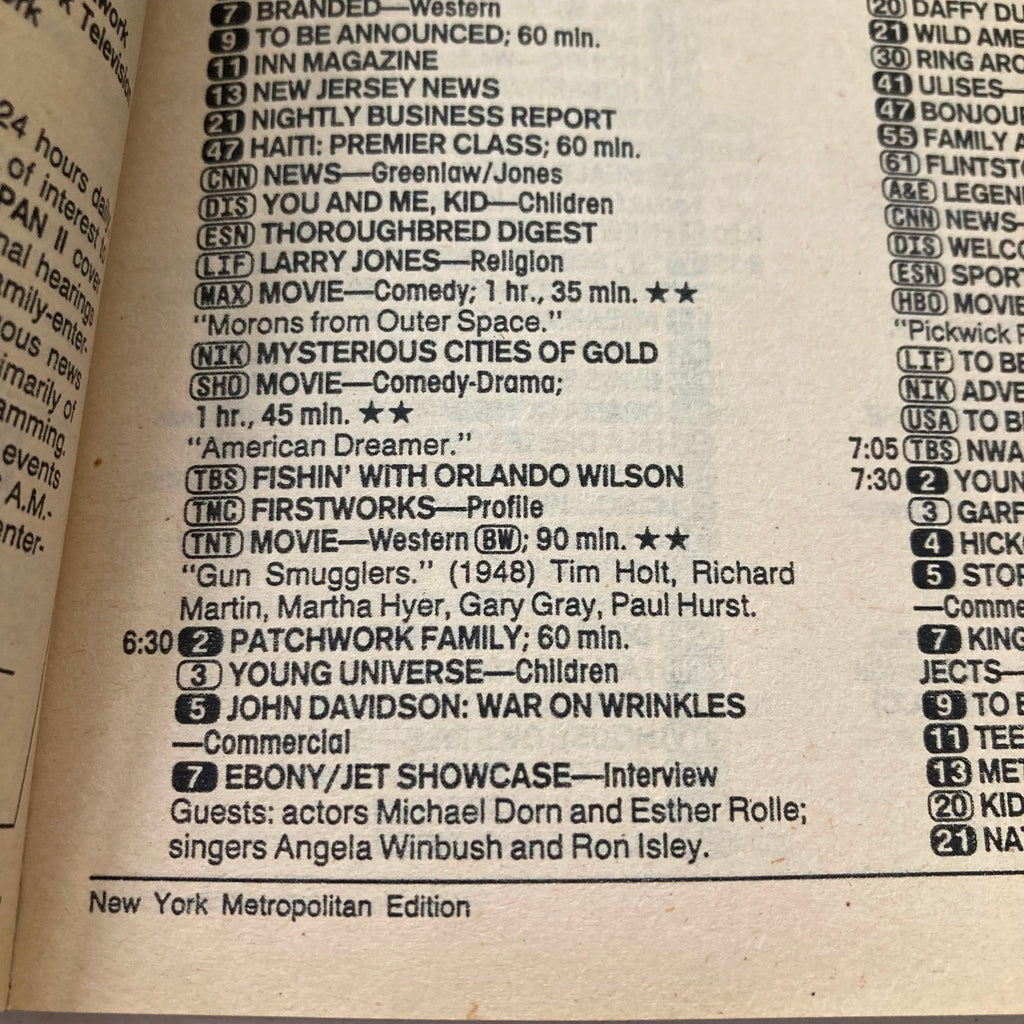 work
Television
24 hours daily
of interest to
PAN II cover
hearings
family-enter-
news
primarily of
events
A.M.-
enter-
7 BRANDED—Western
9 TO BE ANNOUNCED; 60 min.
11 INN MAGAZINE
13 NEW JERSEY NEWS
21 NIGHTLY BUSINESS REPORT
47 HAITI: PREMIER CLASS; 60 min.
CNN NEWS—Greenlaw/Jones
DIS YOU AND ME, KID—Children
ESN THOROUGHBRED DIGEST
LIF LARRY JONES—Religion
MAX MOVIE—Comedy; 1 hr., 35 min. ★★
“Morons from Outer Space.”
NIK MYSTERIOUS CITIES OF GOLD
SHO MOVIE—Comedy-Drama;
1 hr., 45 min. ★★
“American Dreamer.”
TBS FISHIN’ WITH ORLANDO WILSON
TMC FIRSTWORKS—Profile
TNT MOVIE—Western BW; 90 min. ★★
“Gun Smugglers.” (1948) Tim Holt, Richard
Martin, Martha Hyer, Gary Gray, Paul Hurst.
6:30 2 PATCHWORK FAMILY; 60 min.
3 YOUNG UNIVERSE—Children
5 JOHN DAVIDSON: WAR ON WRINKLES
—Commercial
7 EBONY/JET SHOWCASE—Interview
Guests: actors Michael Dorn and Esther Rolle;
singers Angela Winbush and Ron Isley.
20 DAFFY DU
21 WILD AME
30 RING ARO
41 ULISES—
47 BONJOU
55 FAMILY
61 FLINTST
A&E LEGEN
CNN NEWS—
DIS WELCO
ESN SPORT
HBO MOVIE
“Pickwick
LIF TO BE
NIK ADVE
USA TO B
7:05 TBS NWA
7:30 2 YOUN
3 GARF
4 HICK
5 STOP
—Comme
7 KING
JECTS—
9 TO B
11 TEE
13 MET
20 KID
21 NA
New York Metropolitan Edition